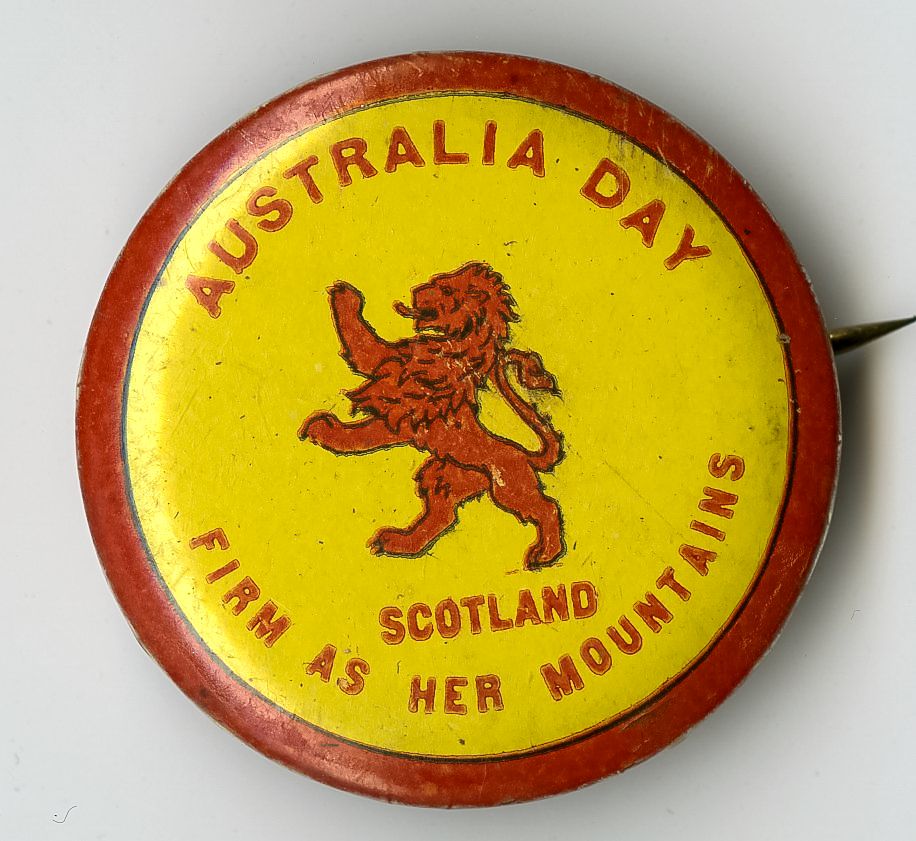 AUSTRALIA DAY
SCOTLAND
FIRM AS HER MOUNTAINS